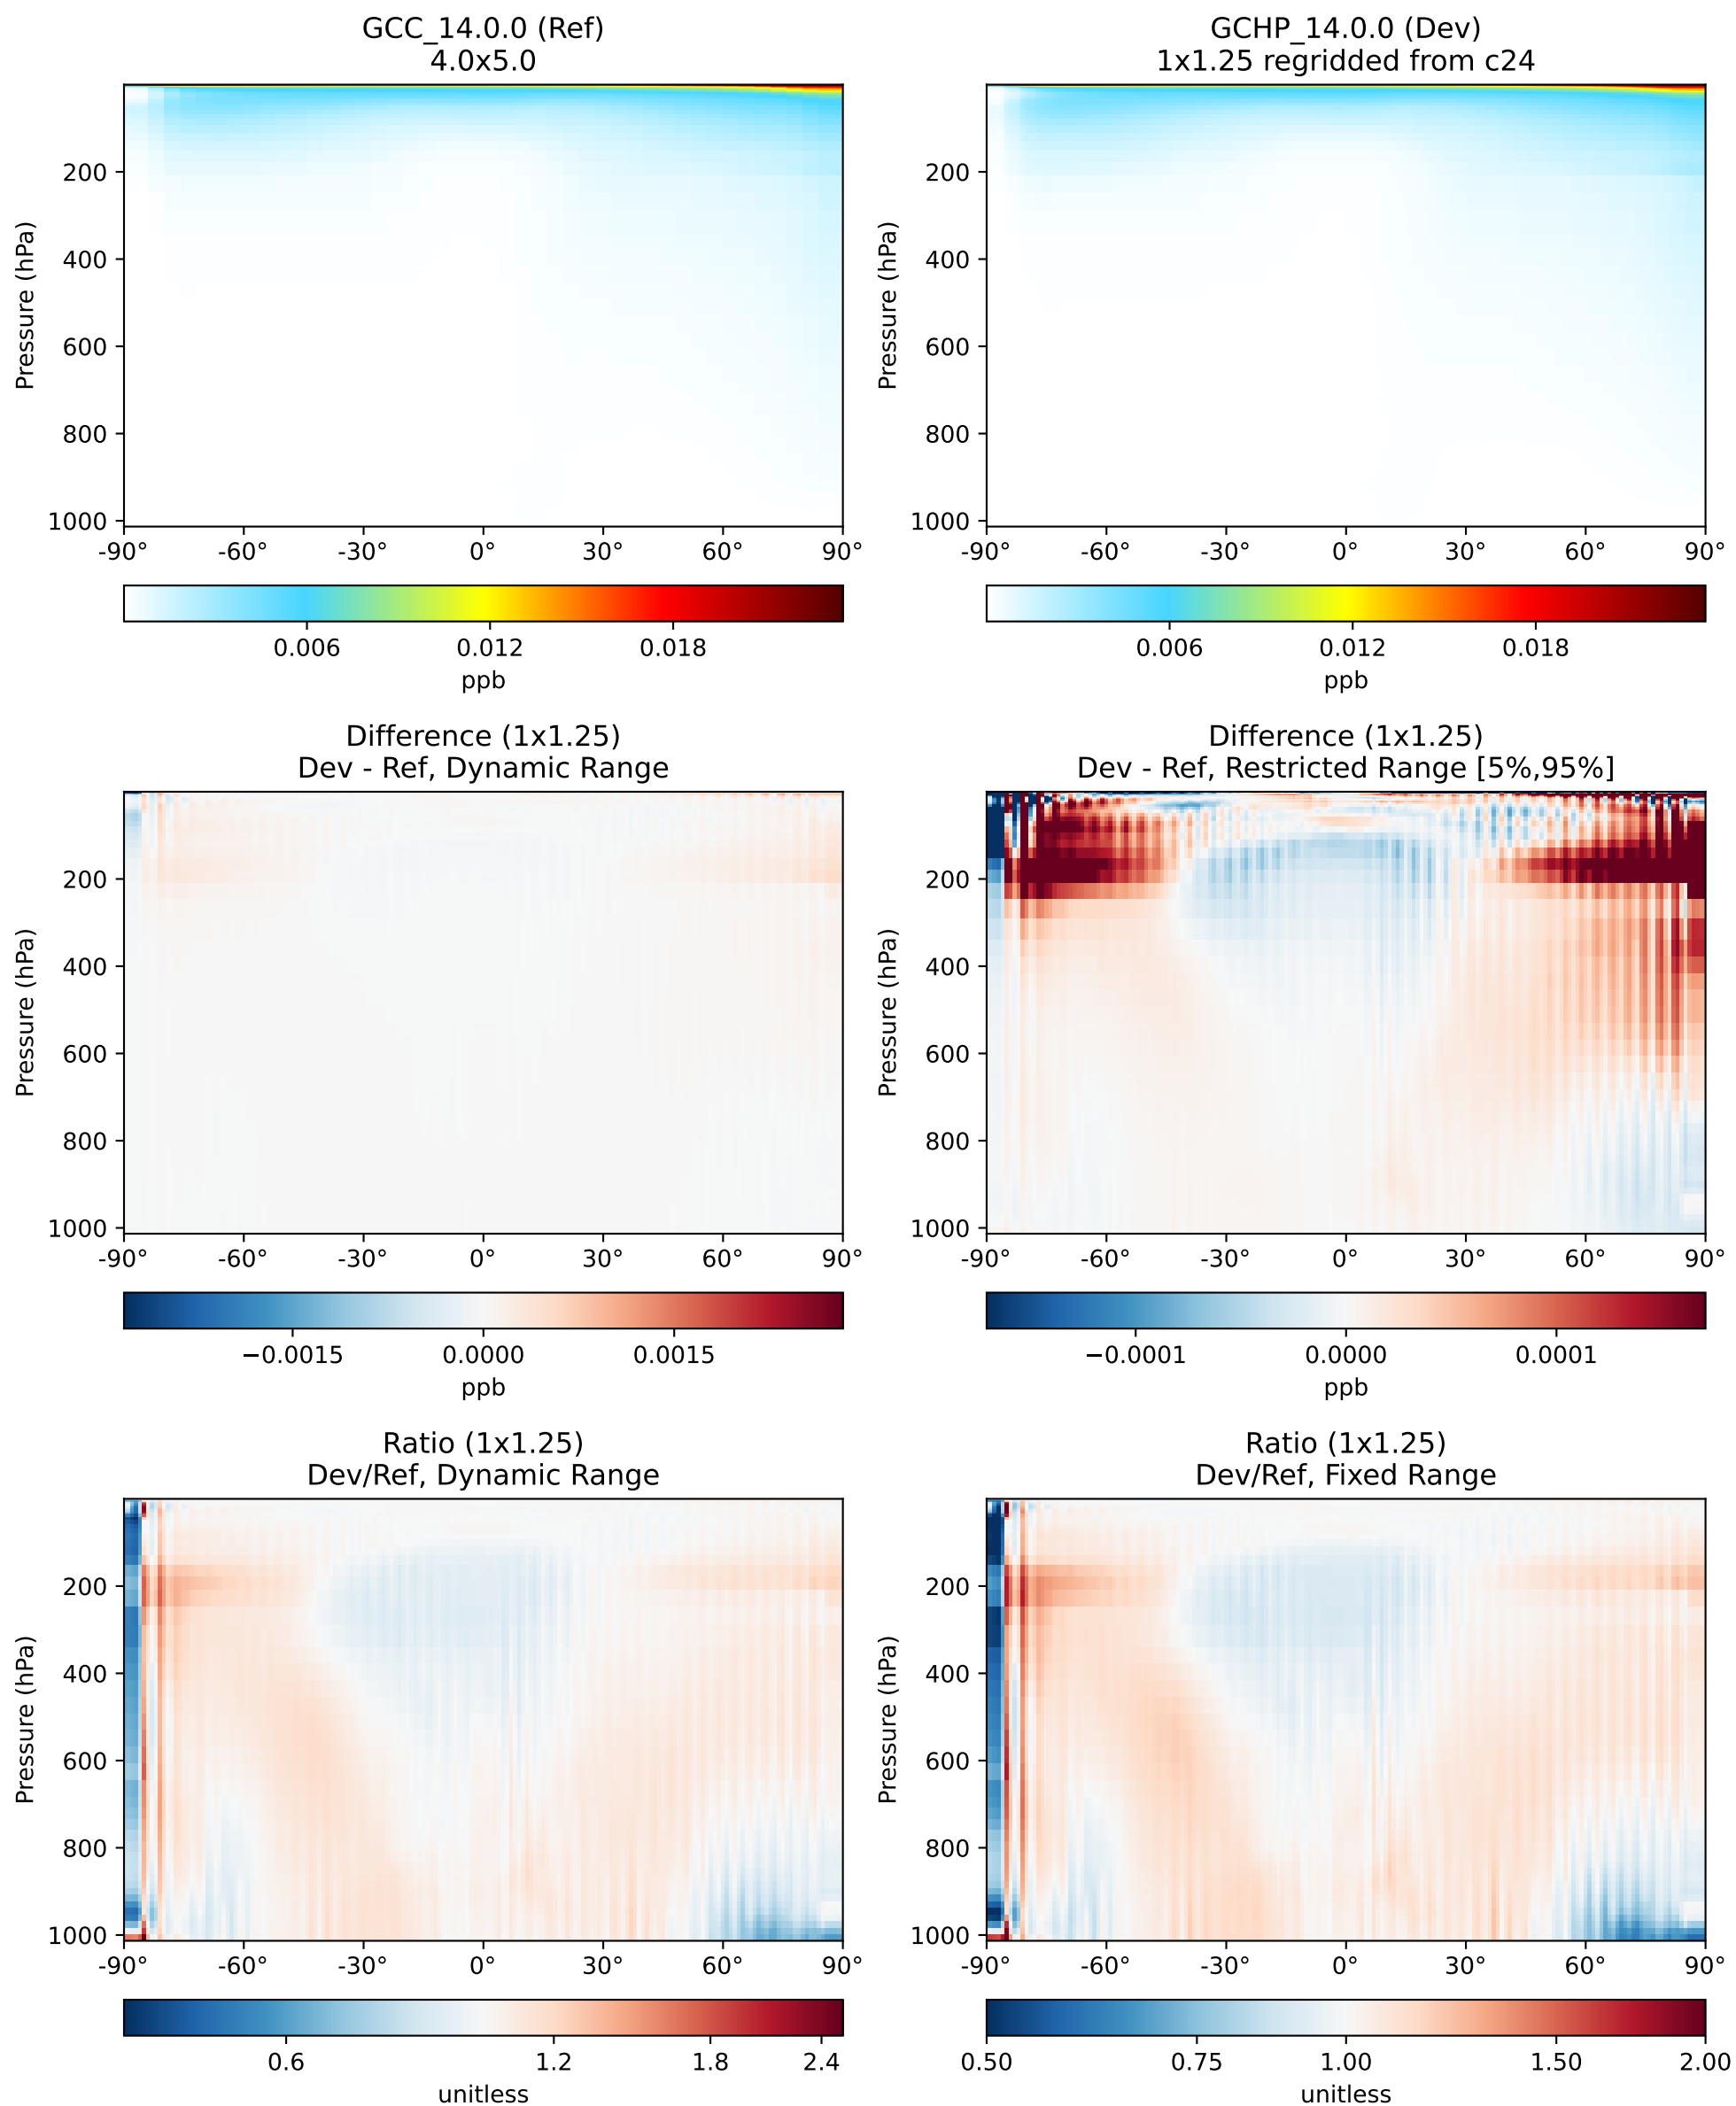 GCC_14.0.0 (Ref)
4.0x5.0
Pressure (hPa)
200
400
600
800
1000
-90° -60° -30° 0° 30° 60° 90°
0.006 0.012 0.018
ppb
GCHP_14.0.0 (Dev)
1x1.25 regridded from c24
Pressure (hPa)
200
400
600
800
1000
-90° -60° -30° 0° 30° 60° 90°
0.006 0.012 0.018
ppb
Difference (1x1.25)
Dev - Ref, Dynamic Range
Pressure (hPa)
200
400
600
800
1000
-90° -60° -30° 0° 30° 60° 90°
−0.0015 0.0000 0.0015
ppb
Difference (1x1.25)
Dev - Ref, Restricted Range [5%,95%]
Pressure (hPa)
200
400
600
800
1000
-90° -60° -30° 0° 30° 60° 90°
−0.0001 0.0000 0.0001
ppb
Ratio (1x1.25)
Dev/Ref, Dynamic Range
Pressure (hPa)
200
400
600
800
1000
-90° -60° -30° 0° 30° 60° 90°
0.6 1.2 1.8 2.4
unitless
Ratio (1x1.25)
Dev/Ref, Fixed Range
Pressure (hPa)
200
400
600
800
1000
-90° -60° -30° 0° 30° 60° 90°
0.50 0.75 1.00 1.50 2.00
unitless